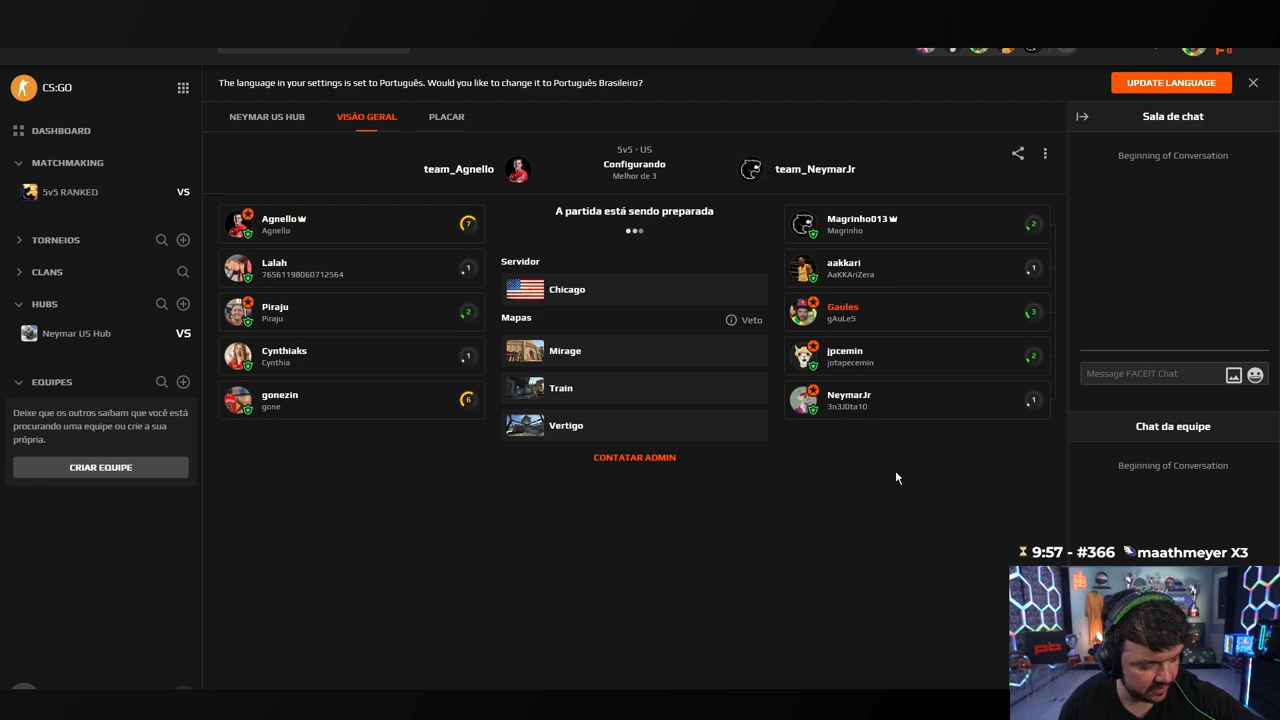 CS:GO
The language in your settings is set to Português. Would you like to change it to Português Brasileiro?
UPDATE LANGUAGE
DASHBOARD
MATCHMAKING
5v5 RANKED
VS
TORNEIOS
CLANS
HUBS
Neymar US Hub
VS
EQUIPES
Deixe que os outros saibam que você está
procurando uma equipe ou crie a sua
própria.
CRIAR EQUIPE
NEYMAR US HUB
VISÃO GERAL
PLACAR
team_Agnello
5v5 · US
Configurando
Melhor de 3
team_NeymarJr
Agnello
Agnello
7
Lalah
76561198060712564
1
Piraju
Piraju
2
Cynthiaks
Cynthia
1
gonezin
gone
6
A partida está sendo preparada
Servidor
Chicago
Mapas
Veto
Mirage
Train
Vertigo
CONTATAR ADMIN
Magrinho013
Magrinho
2
aakkari
AaKKAriZera
1
Gaules
gAuLeS
3
jpcemin
jotapecemin
2
NeymarJr
3n3J0ta10
1
Sala de chat
Beginning of Conversation
Message FACEIT Chat
Chat da equipe
Beginning of Conversation
9:57 - #366
maathmeyer X3